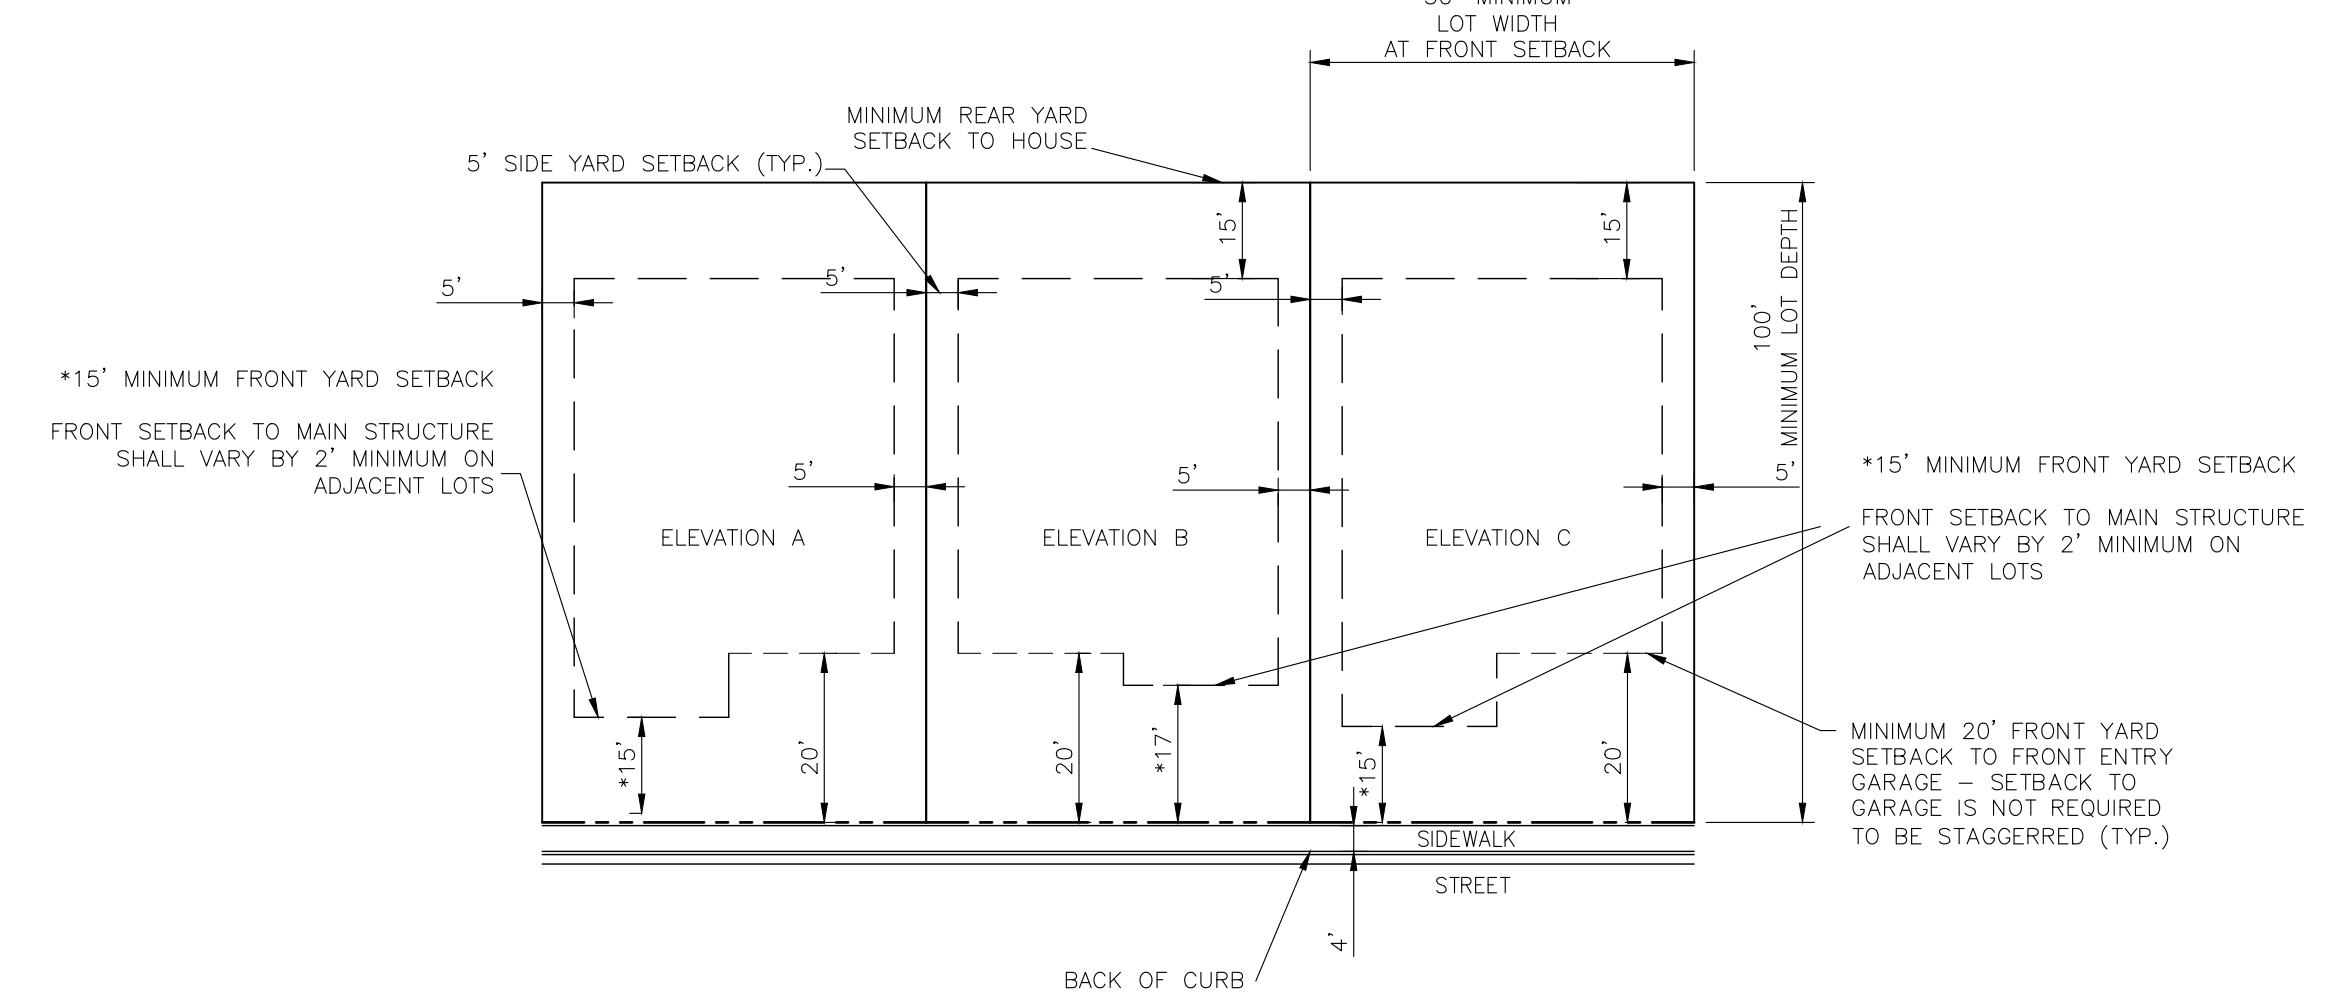 LOT WIDTH
AT FRONT SETBACK
MINIMUM REAR YARD
SETBACK TO HOUSE
5' SIDE YARD SETBACK (TYP.)
15'
15'
5'
5'
5'
100'
MINIMUM LOT DEPTH
*15' MINIMUM FRONT YARD SETBACK
FRONT SETBACK TO MAIN STRUCTURE
SHALL VARY BY 2' MINIMUM ON
ADJACENT LOTS
5'
5'
5'
*15' MINIMUM FRONT YARD SETBACK
FRONT SETBACK TO MAIN STRUCTURE
SHALL VARY BY 2' MINIMUM ON
ADJACENT LOTS
ELEVATION A
ELEVATION B
ELEVATION C
*15'
20'
20'
*17'
*15'
20'
MINIMUM 20' FRONT YARD
SETBACK TO FRONT ENTRY
GARAGE – SETBACK TO
GARAGE IS NOT REQUIRED
TO BE STAGGERRED (TYP.)
SIDEWALK
STREET
4'
BACK OF CURB